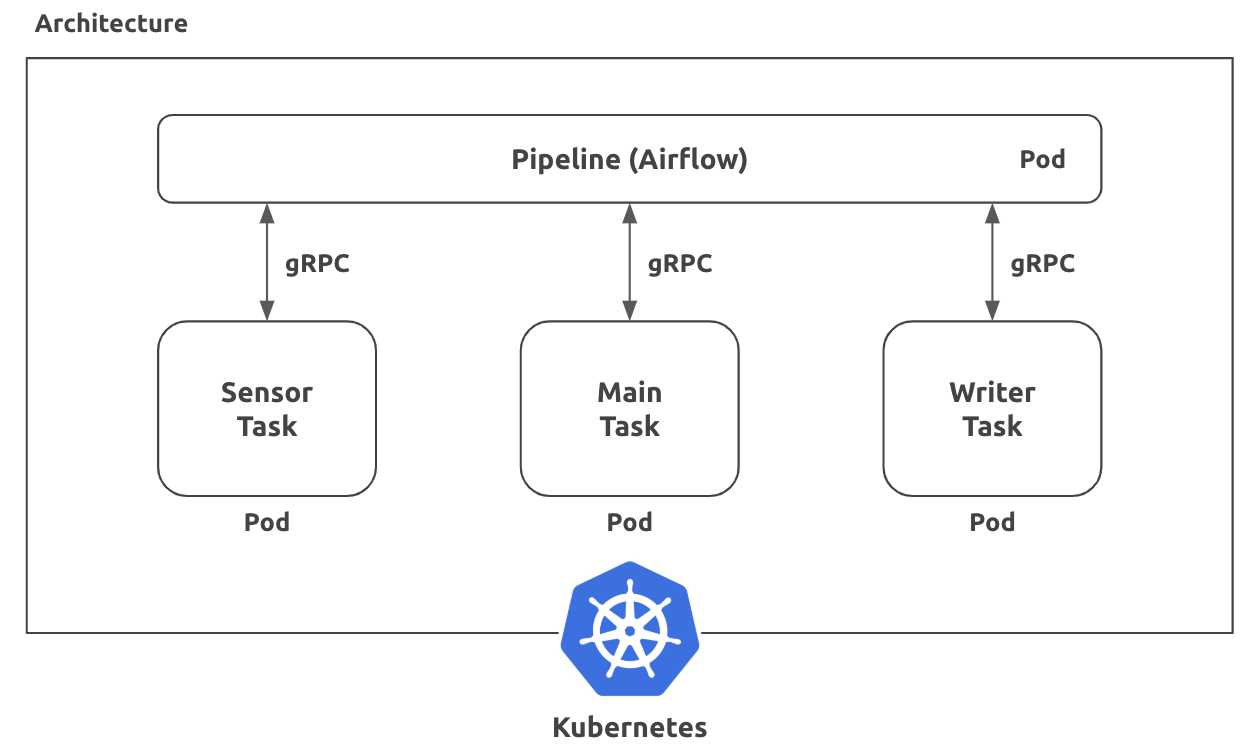 Architecture
Pipeline (Airflow)
Pod
gRPC
gRPC
gRPC
Sensor
Task
Main
Task
Writer
Task
Pod
Pod
Pod
Kubernetes